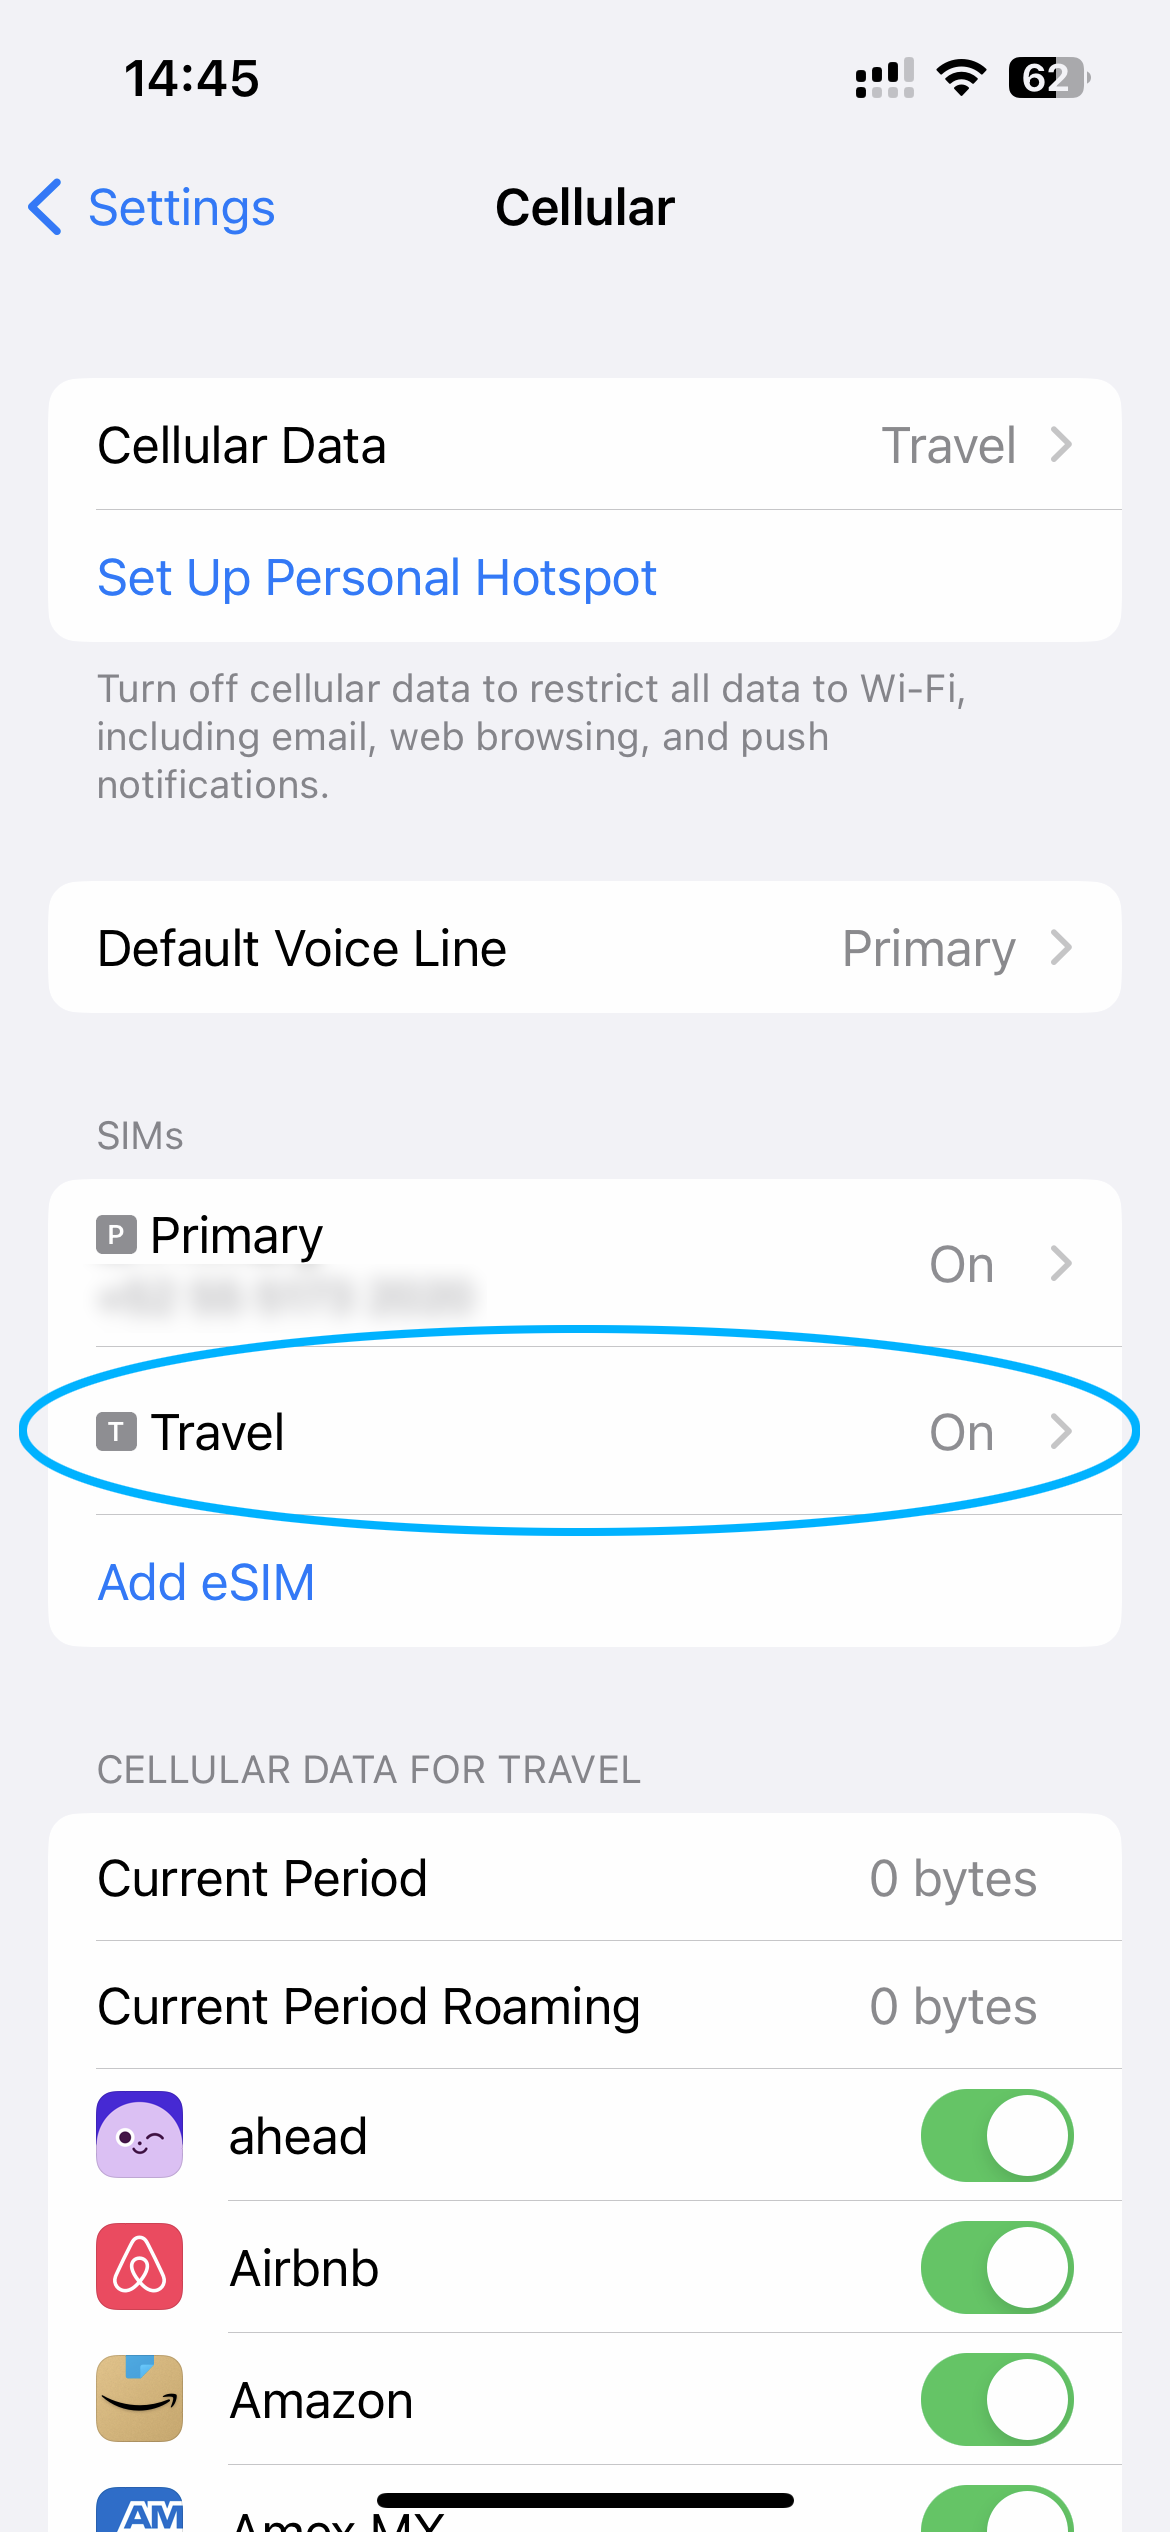 14:45
62
Settings
Cellular
Cellular Data Travel
Set Up Personal Hotspot
Turn off cellular data to restrict all data to Wi-Fi,
including email, web browsing, and push
notifications.
Default Voice Line Primary
SIMs
P Primary On
T Travel On
Add eSIM
CELLULAR DATA FOR TRAVEL
Current Period 0 bytes
Current Period Roaming 0 bytes
ahead
Airbnb
Amazon
AM
Amex MX